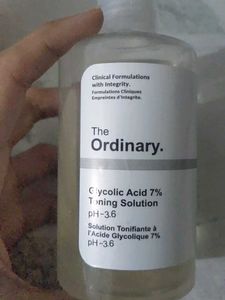 Clinical Formulations
with Integrity.
Formulations Cliniques
Empreintes d'Integrite.
The
Ordinary.
Glycolic Acid 7%
Toning Solution
pH~3.6
Solution Tonifiante à
l'Acide Glycolique 7%
pH~3.6